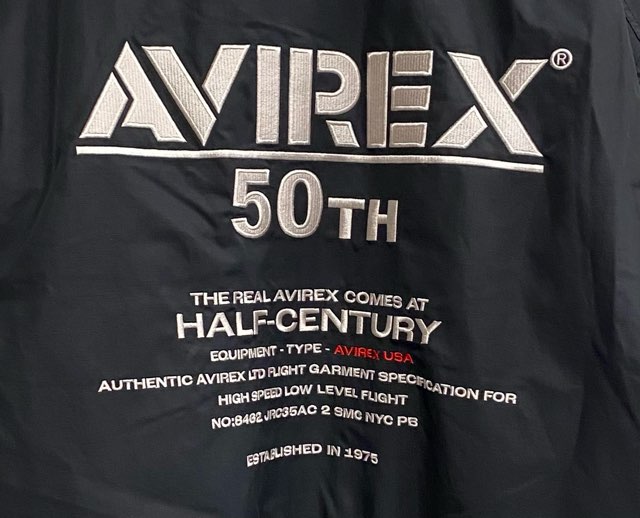 AVIREX®
50TH
THE REAL AVIREX COMES AT
HALF-CENTURY
EQUIPMENT - TYPE - AVIREX USA
AUTHENTIC AVIREX LTD FLIGHT GARMENT SPECIFICATION FOR
HIGH SPEED LOW LEVEL FLIGHT
NO:8462 JRC35AC 2 SMC NYC PB
ESTABLISHED IN 1975